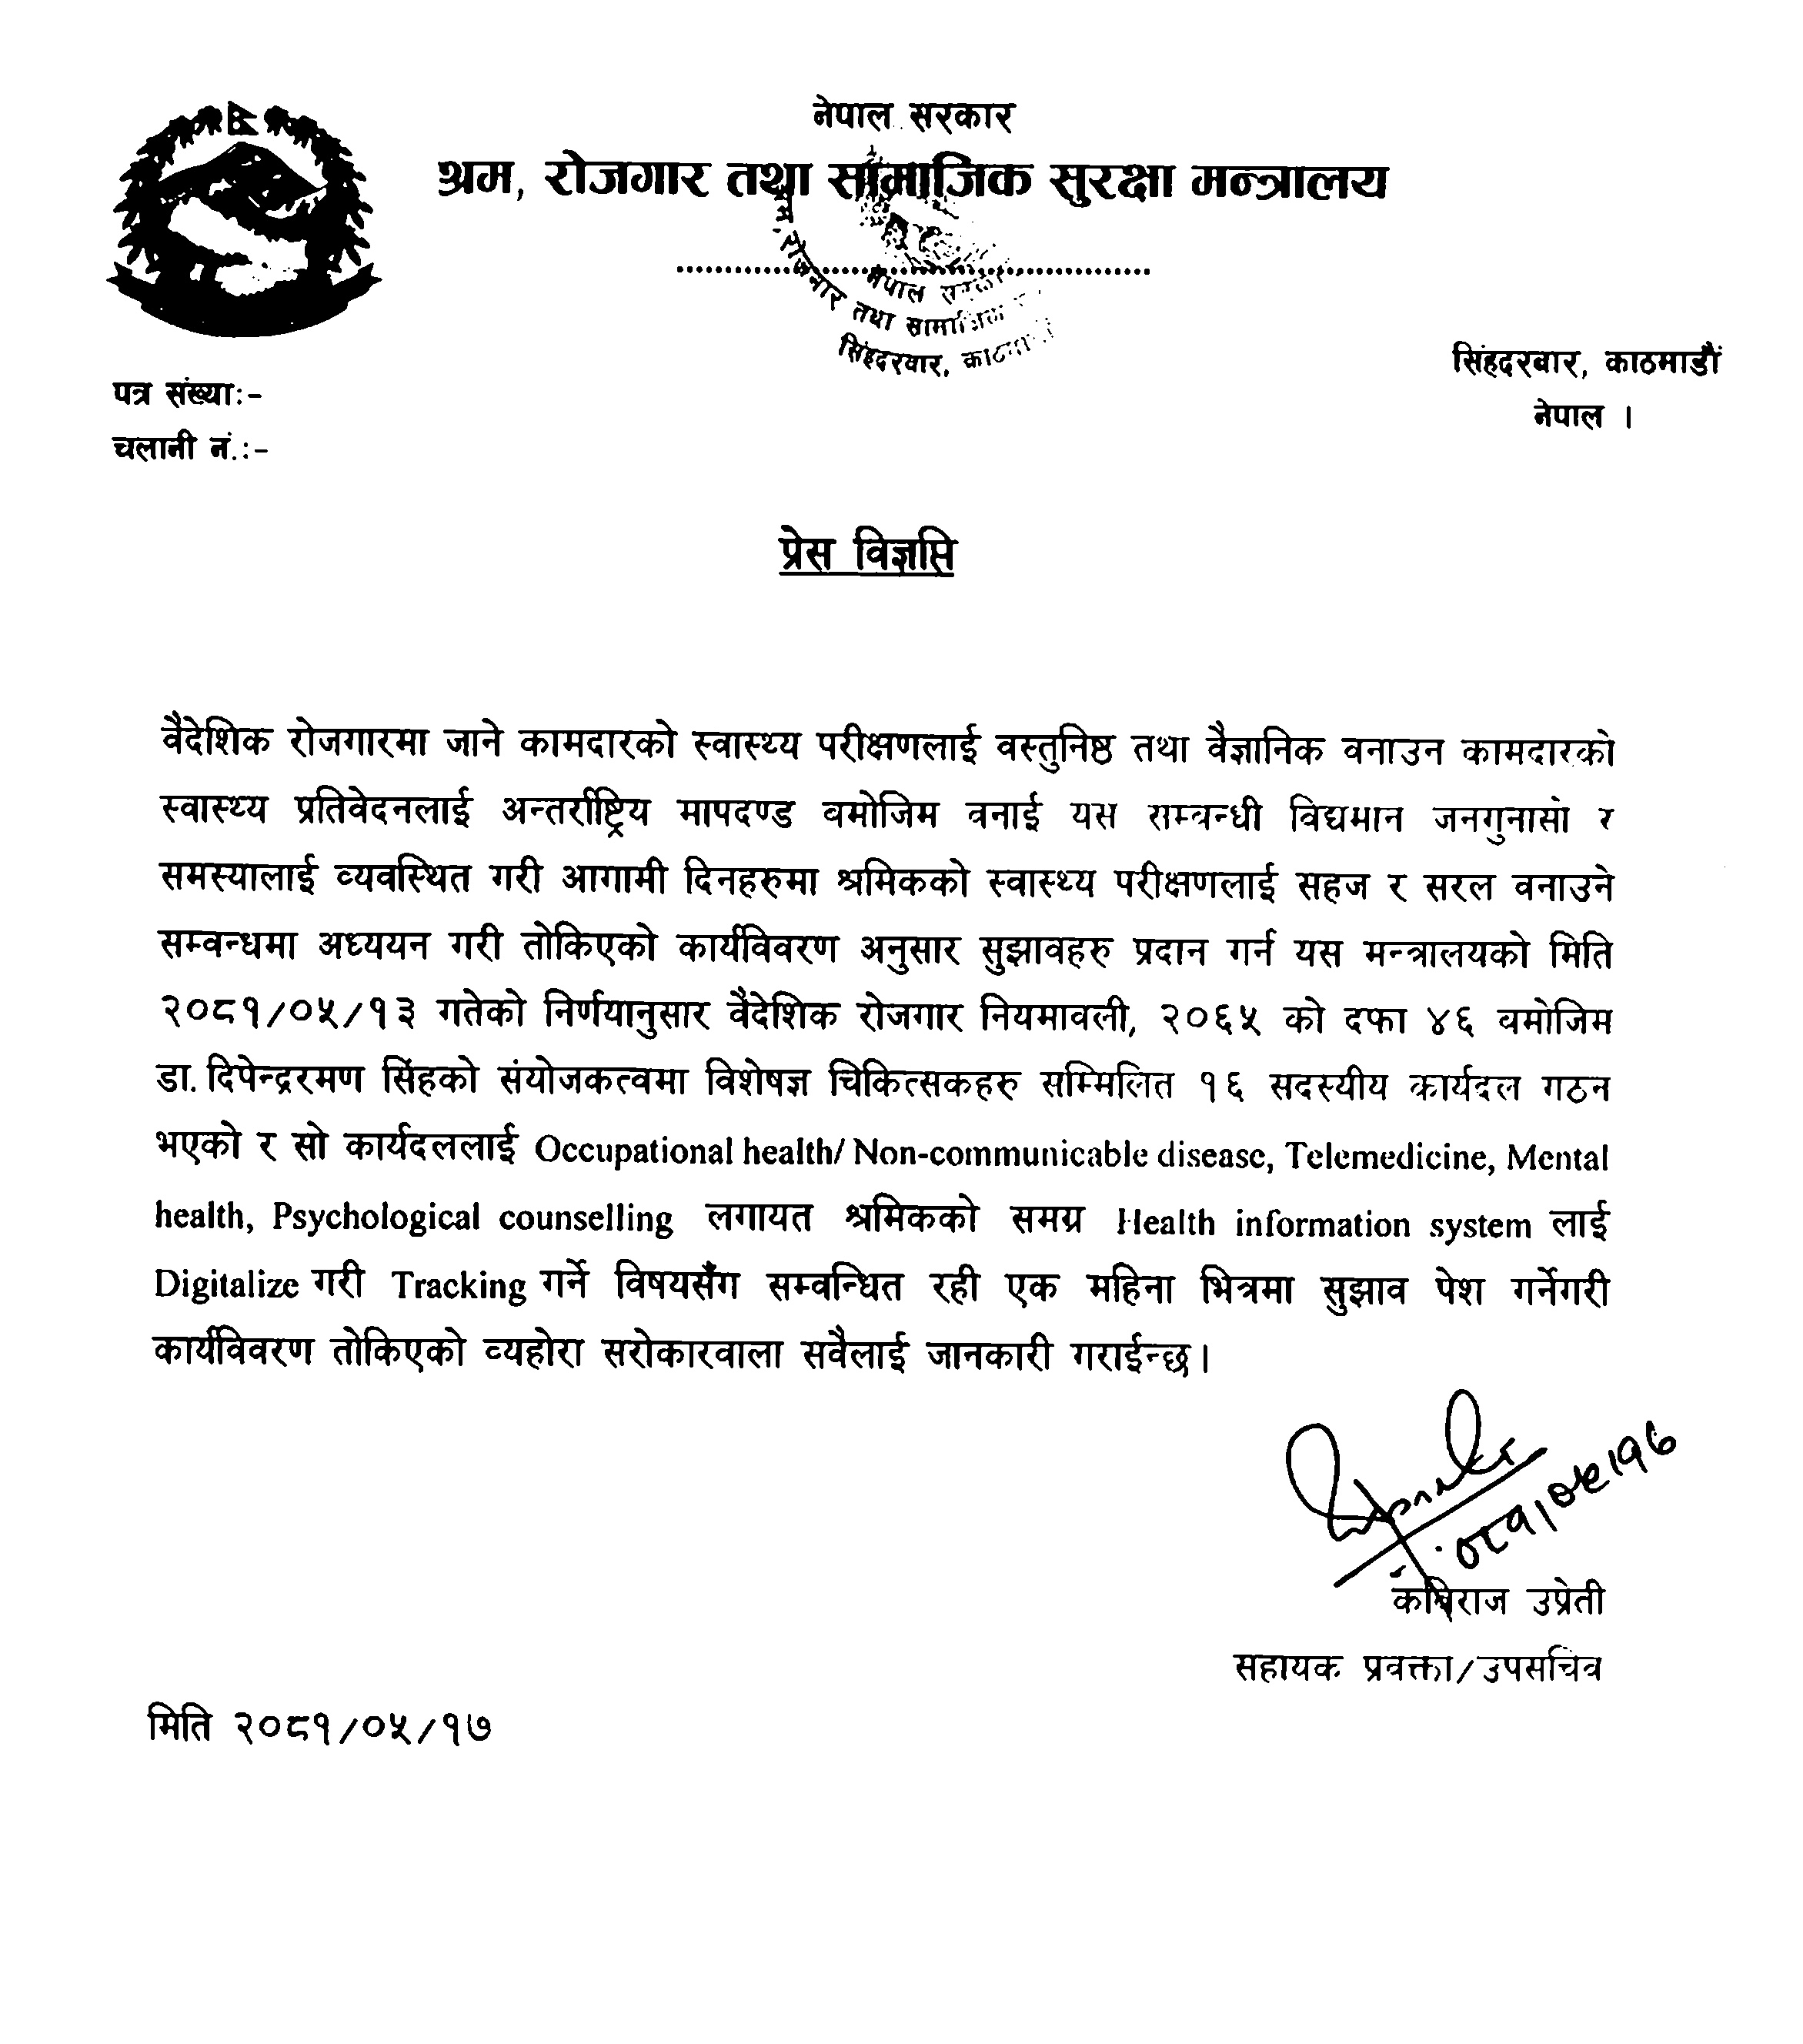 नेपाल सरकार
श्रम, रोजगार तथा सामाजिक सुरक्षा मन्त्रालय
नेपाल सरकार
रोजगार तथा सामाजिक
सिंहदरवार, काठमाडौं
सिंहदरबार, काठमाडौं
नेपाल ।
पत्र संख्याः-
चलानी नं.:-
प्रेस विज्ञप्ति
वैदेशिक रोजगारमा जाने कामदारको स्वास्थ्य परीक्षणलाई वस्तुनिष्ठ तथा वैज्ञानिक वनाउन कामदारको
स्वास्थ्य प्रतिवेदनलाई अन्तर्राष्ट्रिय मापदण्ड वमोजिम वनाई यस सम्वन्धी विद्यमान जनगुनासो र
समस्यालाई व्यवस्थित गरी आगामी दिनहरुमा श्रमिकको स्वास्थ्य परीक्षणलाई सहज र सरल वनाउने
सम्वन्धमा अध्ययन गरी तोकिएको कार्यविवरण अनुसार सुझावहरु प्रदान गर्न यस मन्त्रालयको मिति
२०८१/०५/१३ गतेको निर्णयानुसार वैदेशिक रोजगार नियमावली, २०६५ को दफा ४६ वमोजिम
डा. दिपेन्द्ररमण सिंहको संयोजकत्वमा विशेषज्ञ चिकित्सकहरु सम्मिलित १६ सदस्यीय कार्यदल गठन
भएको र सो कार्यदललाई Occupational health/ Non-communicable disease, Telemedicine, Mental
health, Psychological counselling लगायत श्रमिकको समग्र Health information system लाई
Digitalize गरी Tracking गर्ने विषयसँग सम्वन्धित रही एक महिना भित्रमा सुझाव पेश गर्नेगरी
कार्यविवरण तोकिएको व्यहोरा सरोकारवाला सवैलाई जानकारी गराईन्छ।
०८१/०५/१७
कविराज उप्रेती
सहायक प्रवक्ता/उपसचिव
मिति २०८१/०५/१७